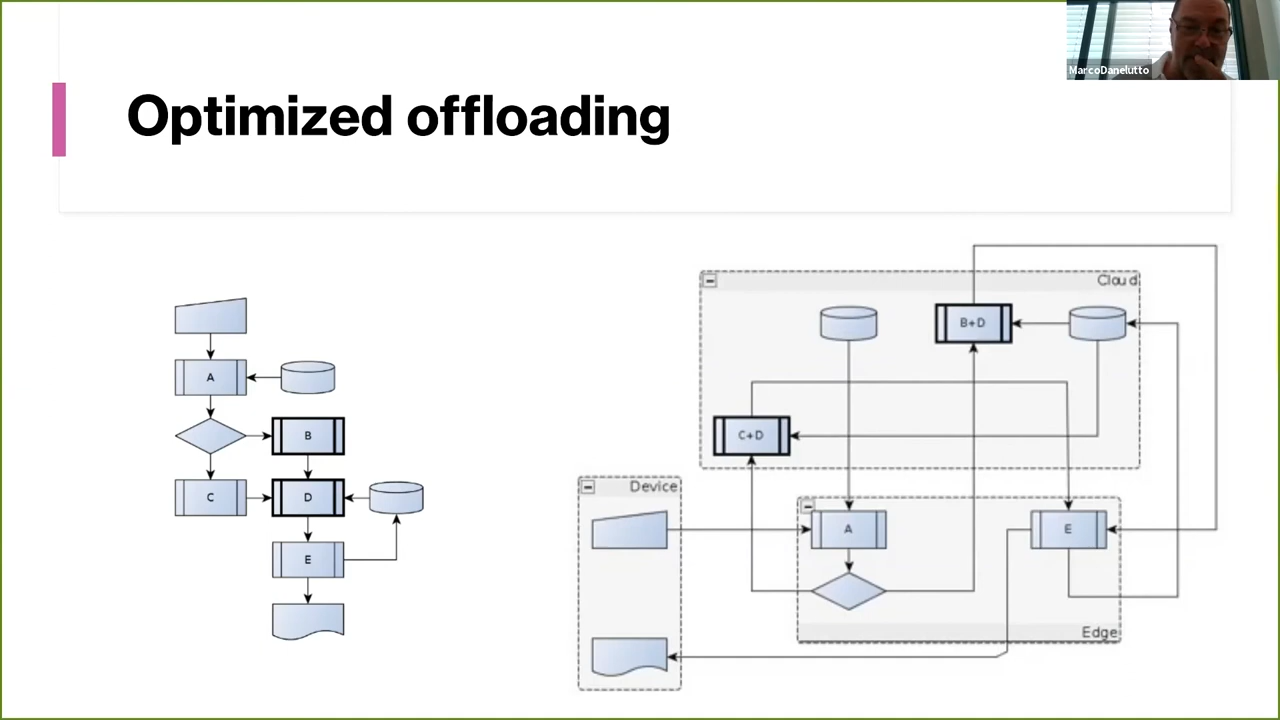 MarcoDanelutto
Optimized offloading
A
B
C
D
E
Cloud
B+D
C+D
Device
A
E
Edge